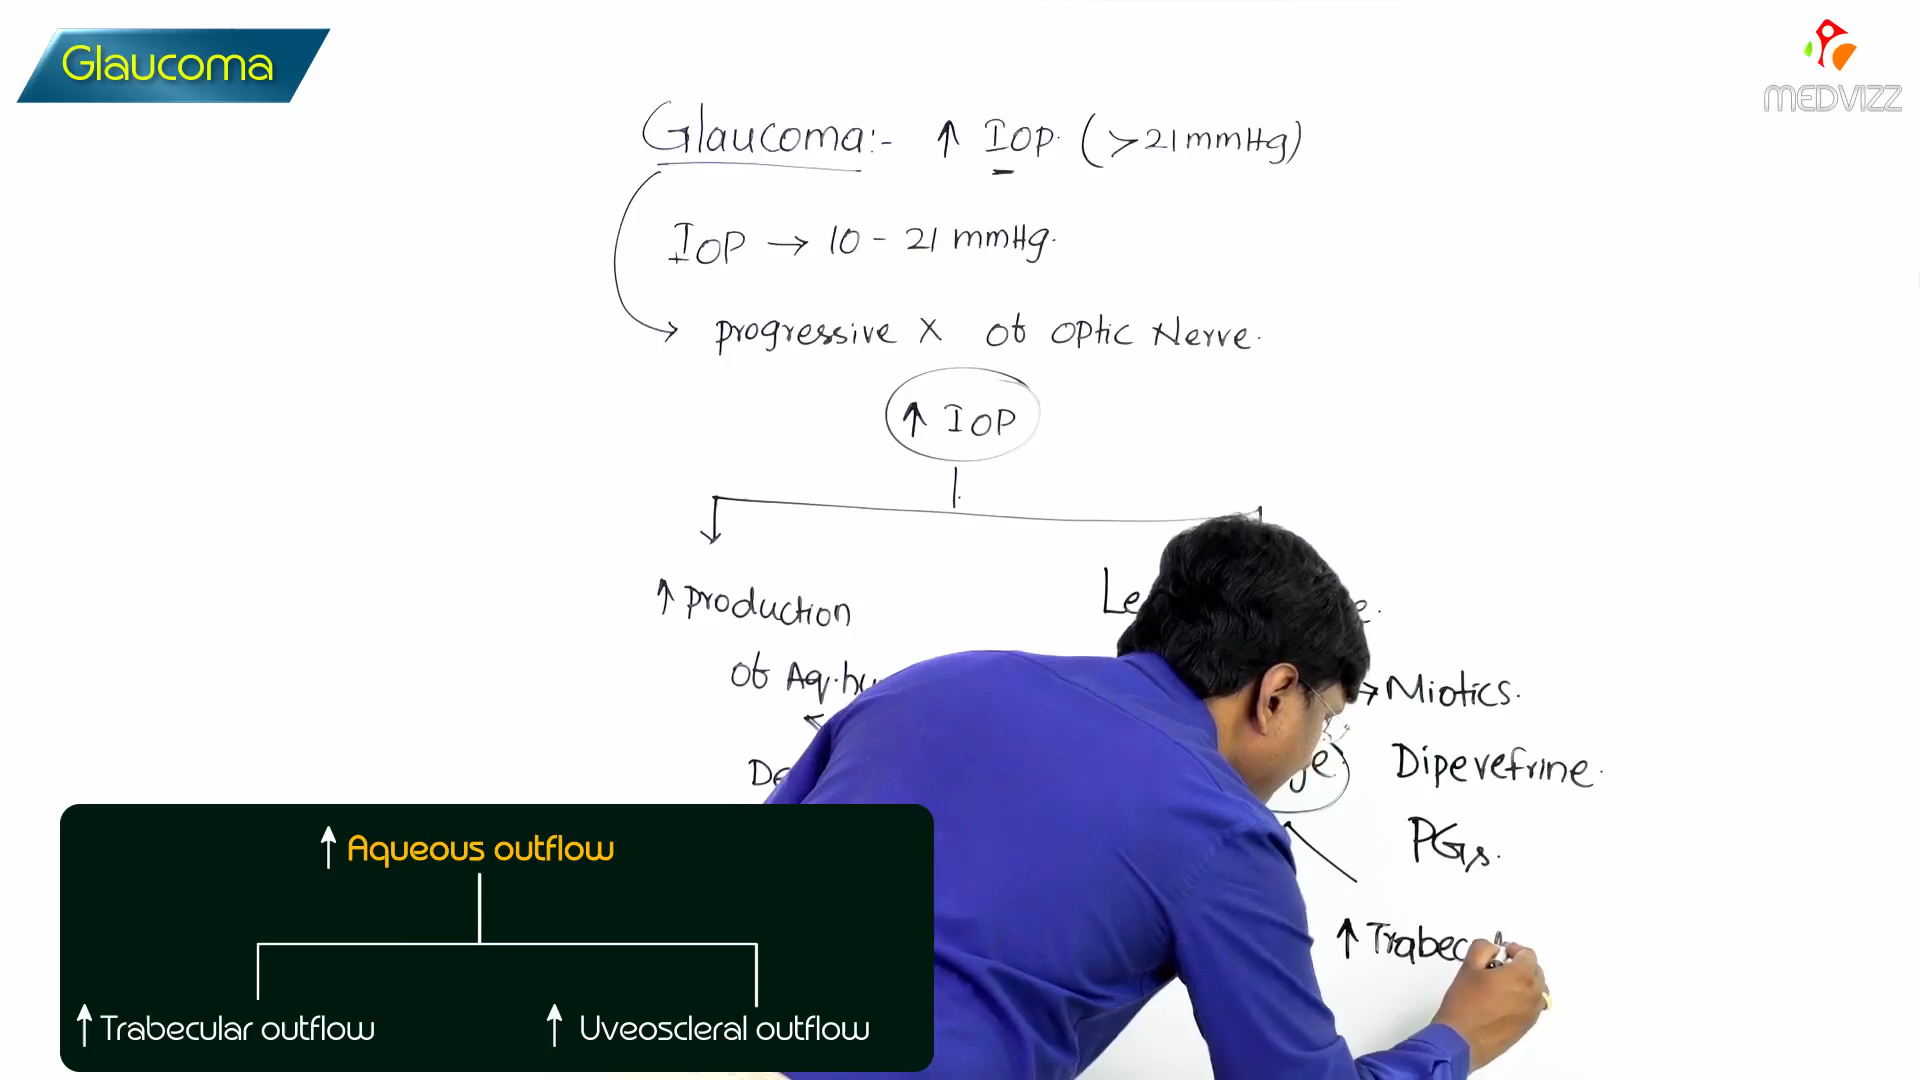 Glaucoma
MEDVIZZ
Glaucoma:- ↑ IOP. (>21mmHg)
IOP → 10 - 21 mmHg.
progressive X of optic Nerve.
↑ IOP
↑ production
of Aq.
→ Miotics.
Dipevefrine.
PGs.
↑
↑ Aqueous outflow
↑ Trabecular outflow ↑ Uveoscleral outflow